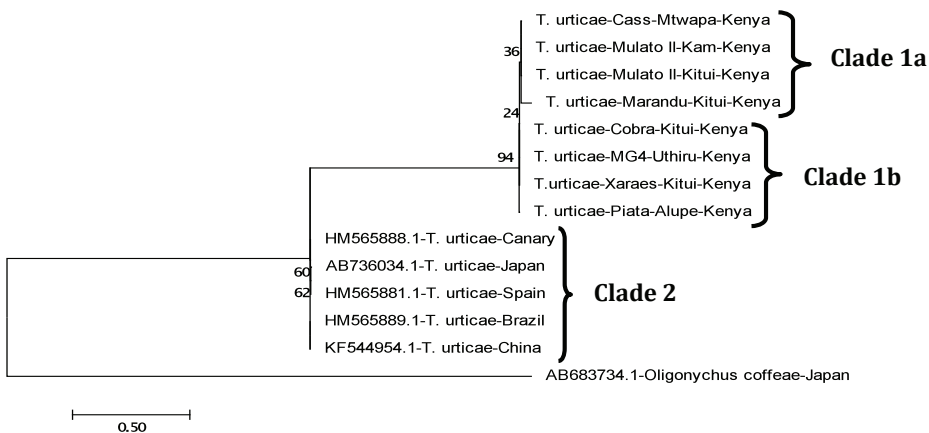 T. urticae-Cass-Mtwapa-Kenya
T. urticae-Mulato II-Kam-Kenya
36
T. urticae-Mulato II-Kitui-Kenya
Clade 1a
T. urticae-Marandu-Kitui-Kenya
24
T. urticae-Cobra-Kitui-Kenya
94
T. urticae-MG4-Uthiru-Kenya
T.urticae-Xaraes-Kitui-Kenya
Clade 1b
T. urticae-Piata-Alupe-Kenya
HM565888.1-T. urticae-Canary
AB736034.1-T. urticae-Japan
60
62
HM565881.1-T. urticae-Spain
Clade 2
HM565889.1-T. urticae-Brazil
KF544954.1-T. urticae-China
AB683734.1-Oligonychus coffeae-Japan
0.50